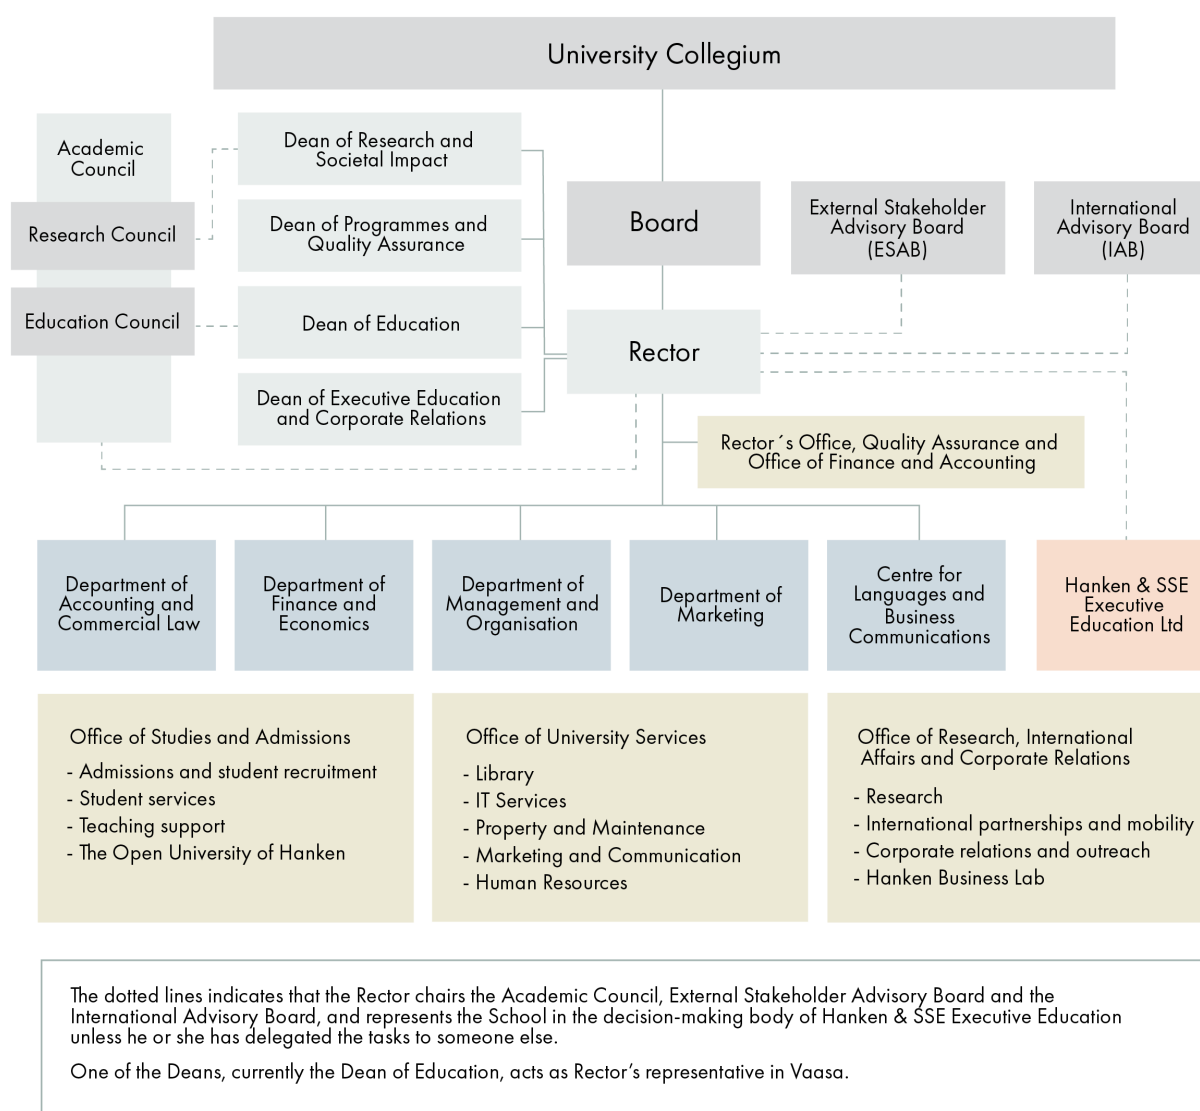 University Collegium
Academic
Council
Research Council
Education Council
Dean of Research and
Societal Impact
Dean of Programmes and
Quality Assurance
Dean of Education
Dean of Executive Education
and Corporate Relations
Board
Rector
External Stakeholder
Advisory Board
(ESAB)
International
Advisory Board
(IAB)
Rector´s Office, Quality Assurance and
Office of Finance and Accounting
Department of
Accounting and
Commercial Law
Department of
Finance and
Economics
Department of
Management and
Organisation
Department of
Marketing
Centre for
Languages and
Business
Communications
Hanken & SSE
Executive
Education Ltd
Office of Studies and Admissions
- Admissions and student recruitment
- Student services
- Teaching support
- The Open University of Hanken
Office of University Services
- Library
- IT Services
- Property and Maintenance
- Marketing and Communication
- Human Resources
Office of Research, International
Affairs and Corporate Relations
- Research
- International partnerships and mobility
- Corporate relations and outreach
- Hanken Business Lab
The dotted lines indicates that the Rector chairs the Academic Council, External Stakeholder Advisory Board and the
International Advisory Board, and represents the School in the decision-making body of Hanken & SSE Executive Education
unless he or she has delegated the tasks to someone else.
One of the Deans, currently the Dean of Education, acts as Rector’s representative in Vaasa.